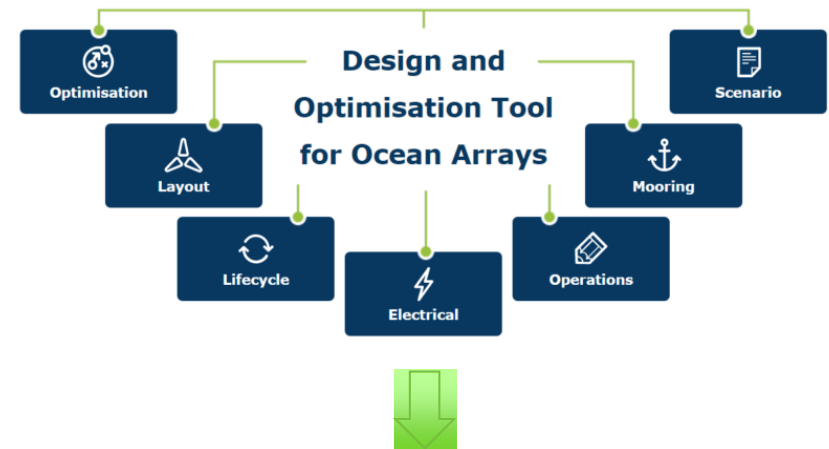 Design and
Optimisation Tool
for Ocean Arrays
Optimisation
Scenario
Layout
Mooring
Lifecycle
Operations
Electrical